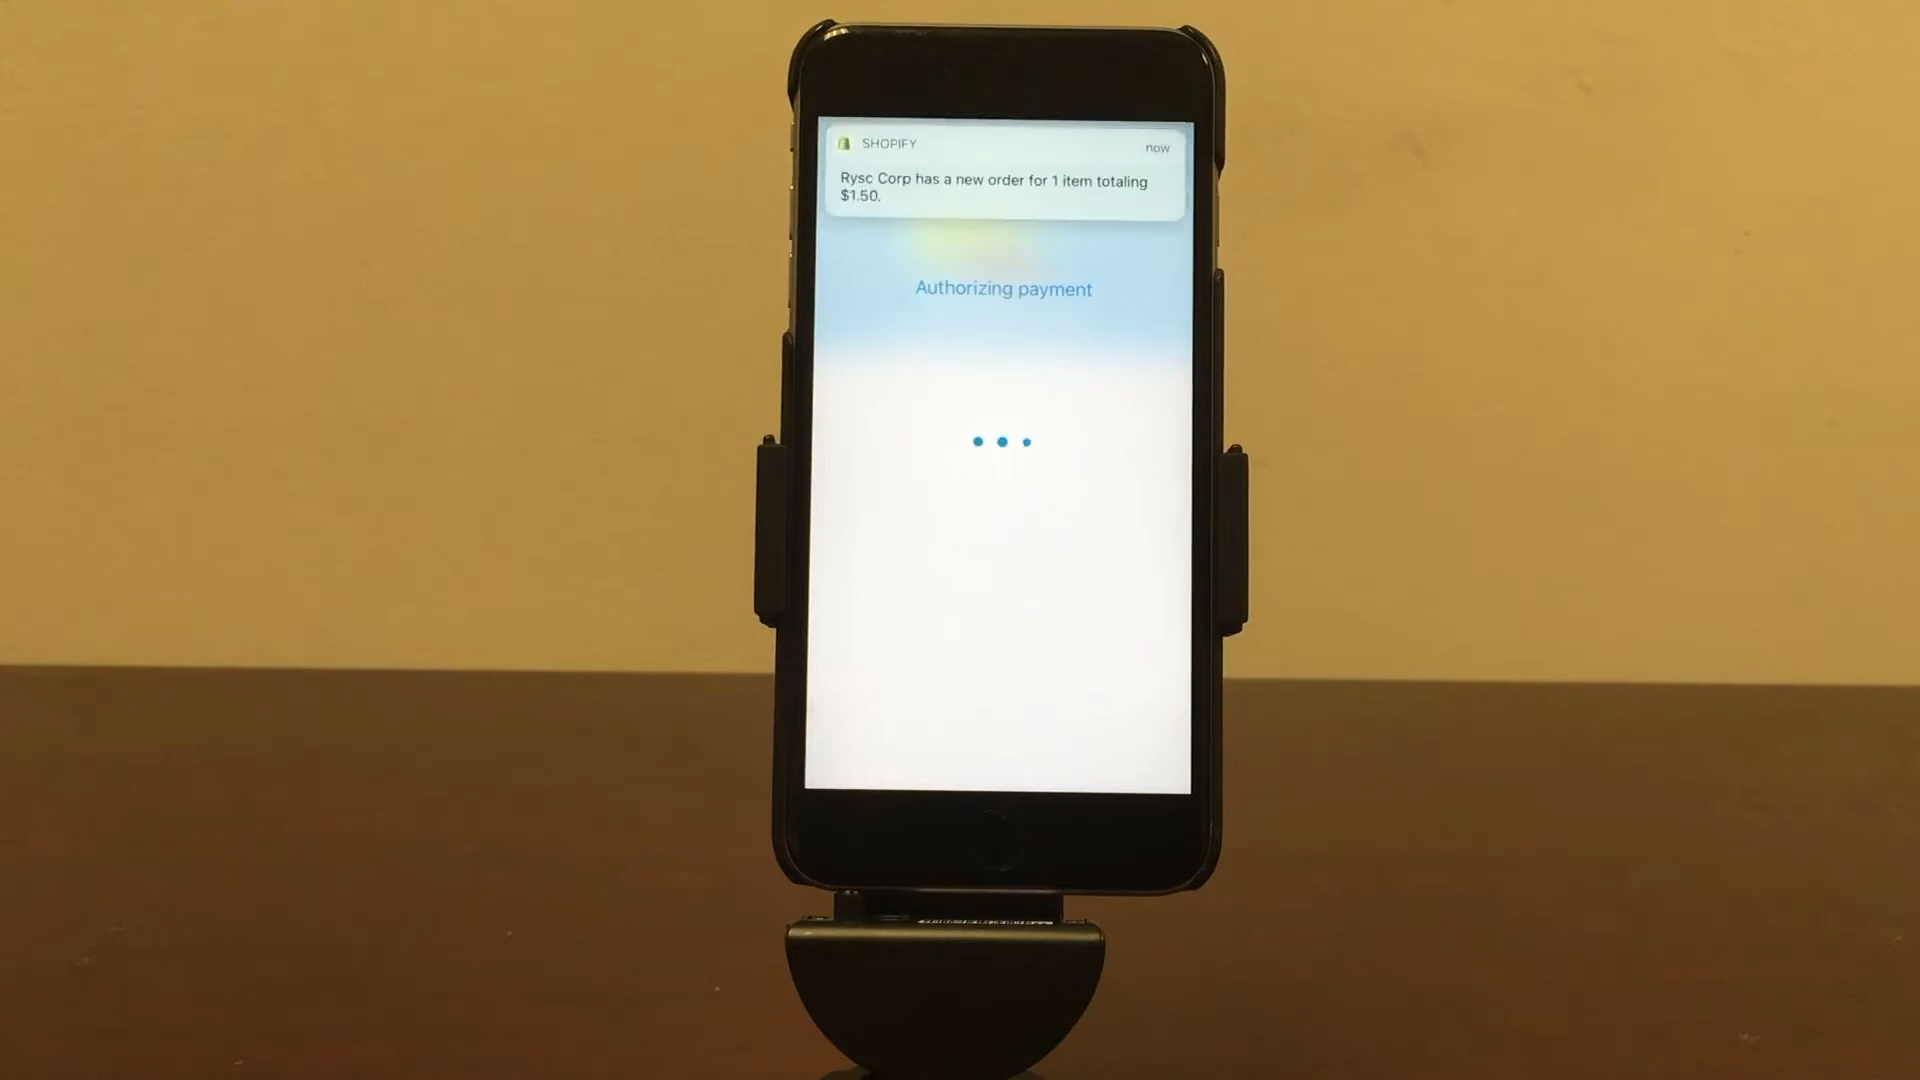 SHOPIFY
now
Rysc Corp has a new order for 1 item totaling
$1.50.
Authorizing payment